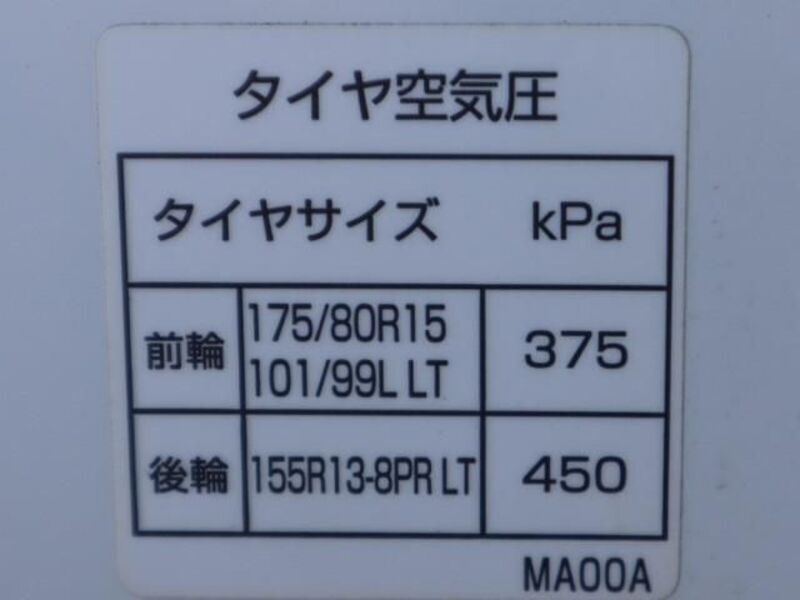 タイヤ空気圧
タイヤサイズ kPa
前輪 175/80R15 101/99L LT 375
後輪 155R13-8PR LT 450
MA00A